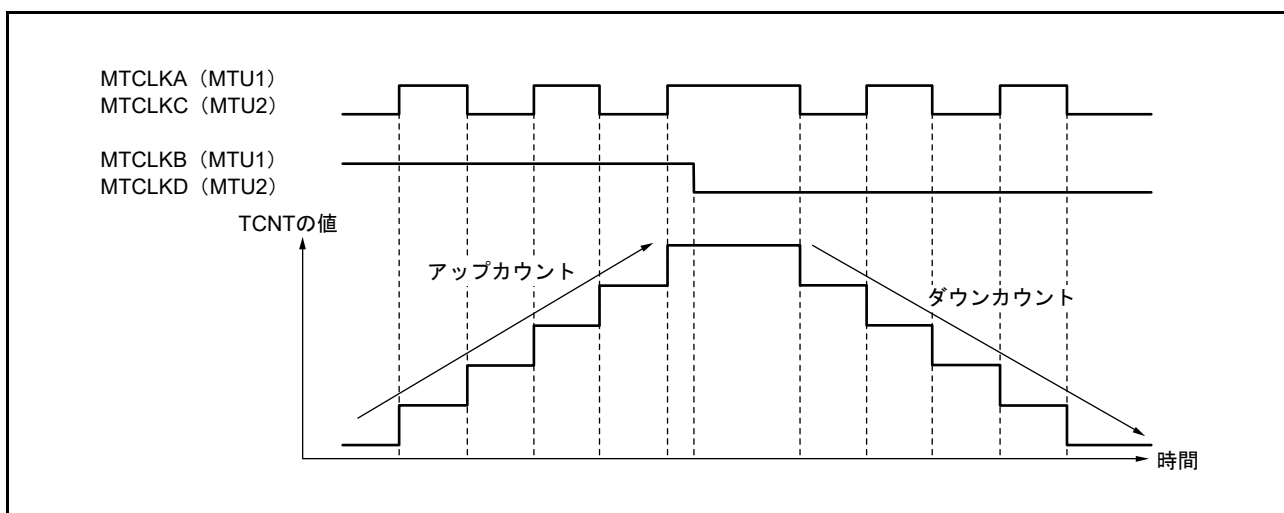 MTCLKA（MTU1）
MTCLKC（MTU2）
MTCLKB（MTU1）
MTCLKD（MTU2）
TCNTの値
アップカウント
ダウンカウント
時間